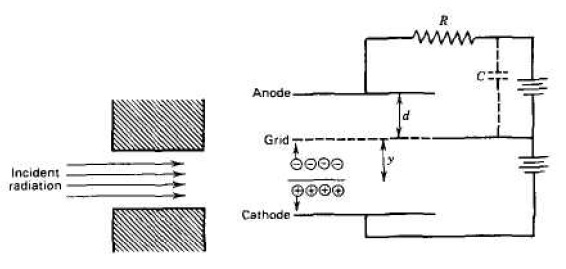 R
C
Anode
d
Grid
y
⊖⊖⊖⊖
Incident
radiation
⊕⊕⊕⊕
Cathode